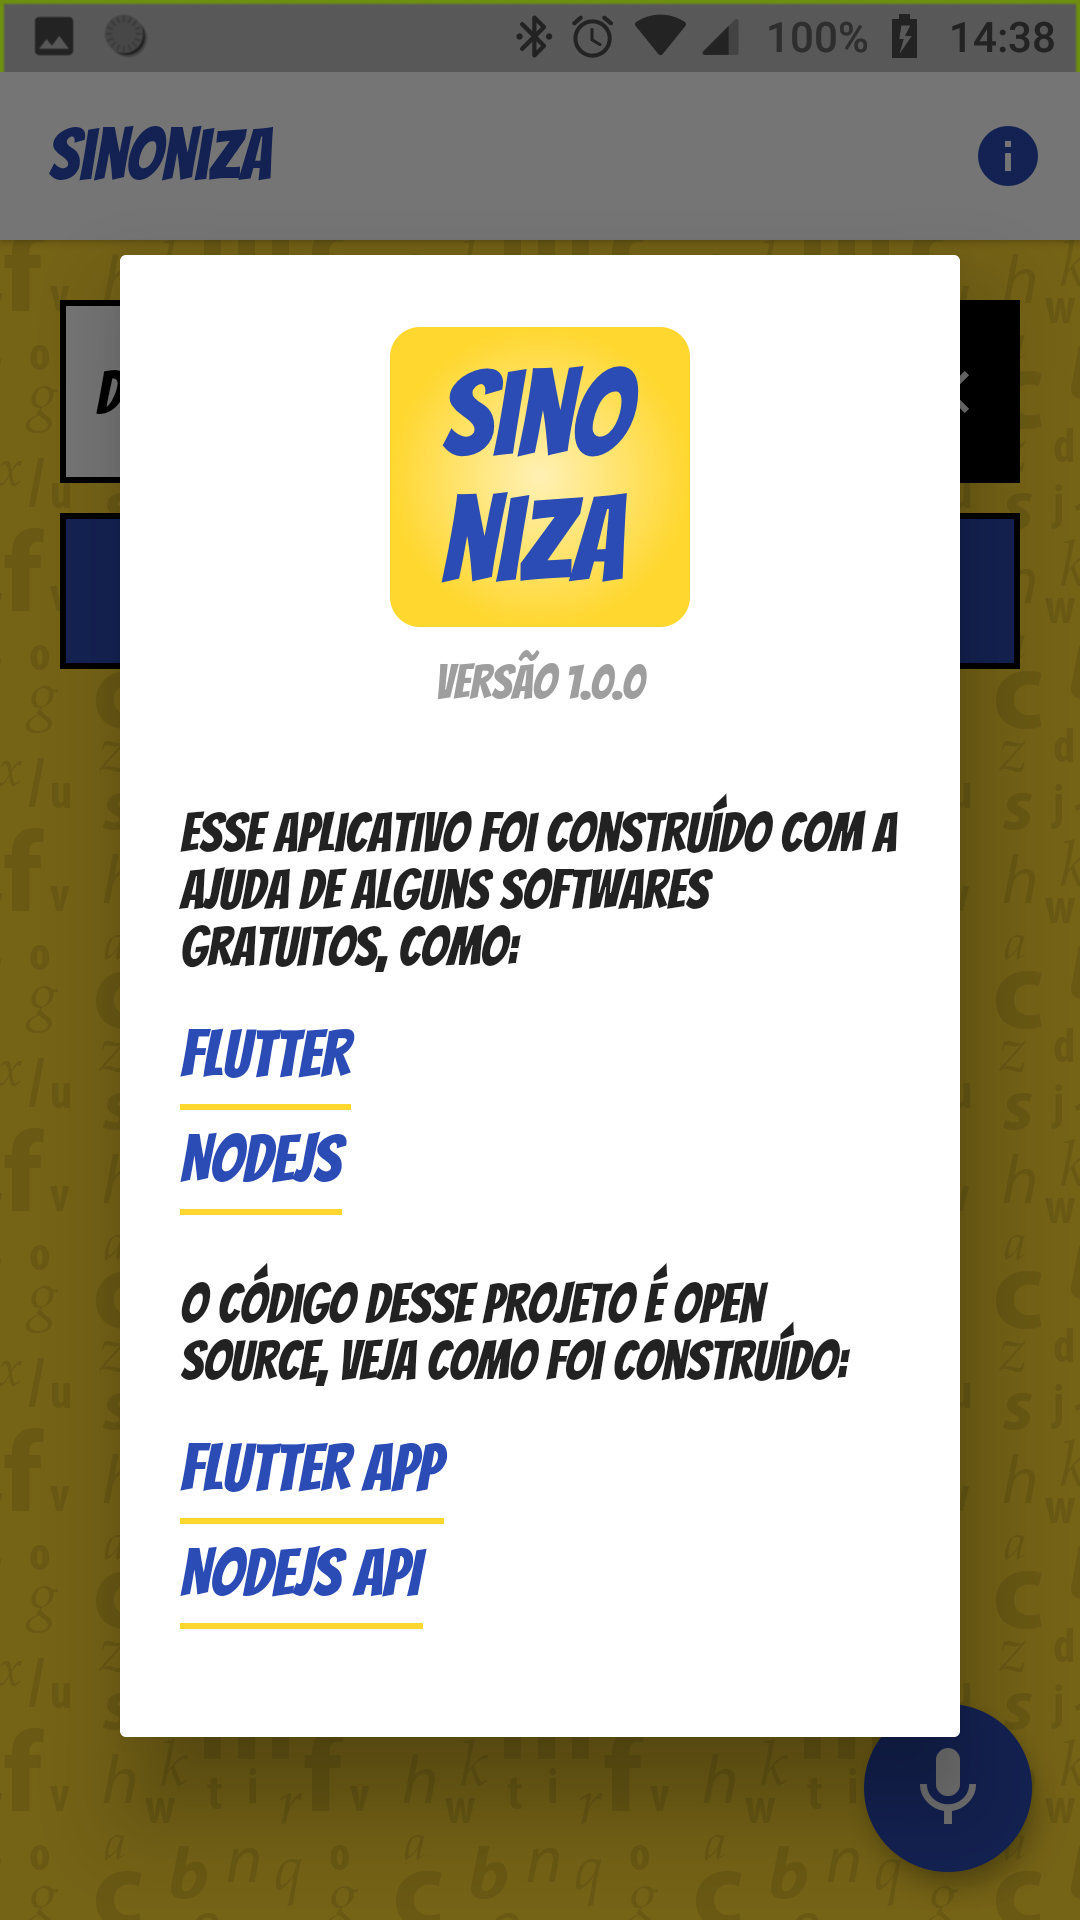 100% 14:38
SINONIZA
D
SINO
NIZA
VERSÃO 1.0.0
ESSE APLICATIVO FOI CONSTRUÍDO COM A
AJUDA DE ALGUNS SOFTWARES
GRATUITOS, COMO:
FLUTTER
NODEJS
O CÓDIGO DESSE PROJETO É OPEN
SOURCE, VEJA COMO FOI CONSTRUÍDO:
FLUTTER APP
NODEJS API